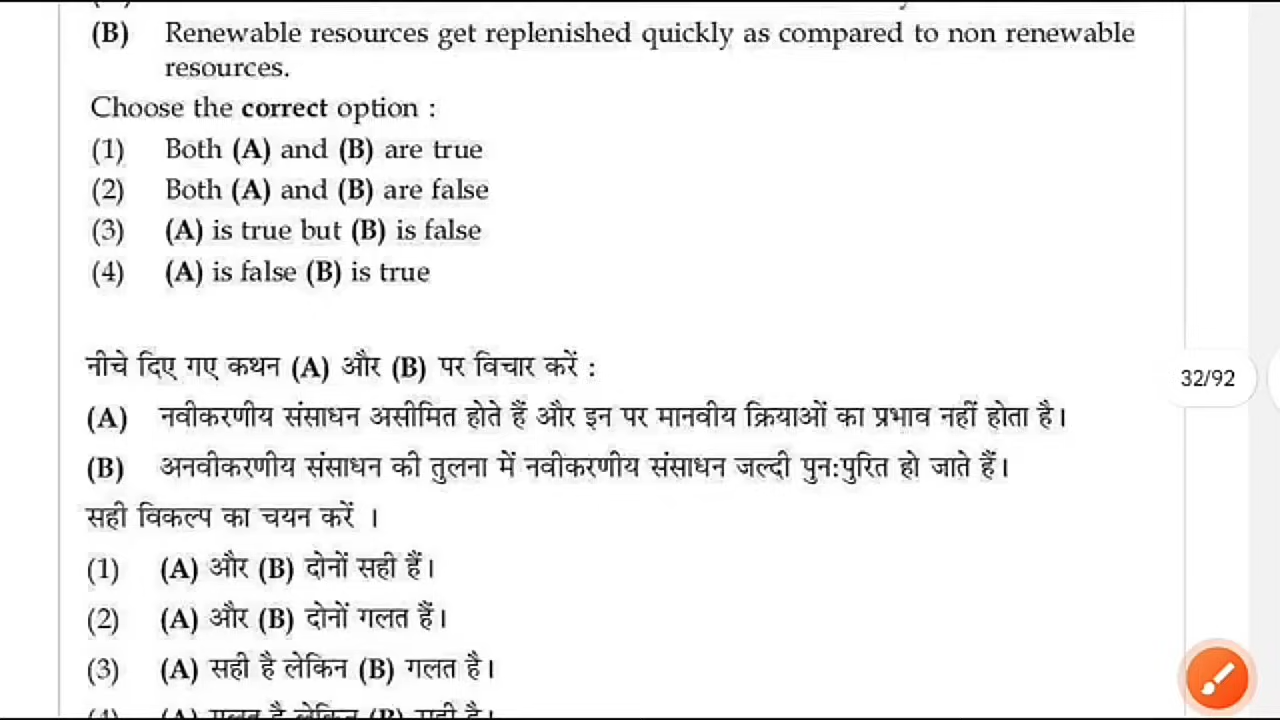 (B) Renewable resources get replenished quickly as compared to non renewable
resources.
Choose the correct option :
(1) Both (A) and (B) are true
(2) Both (A) and (B) are false
(3) (A) is true but (B) is false
(4) (A) is false (B) is true
नीचे दिए गए कथन (A) और (B) पर विचार करें :
(A) नवीकरणीय संसाधन असीमित होते हैं और इन पर मानवीय क्रियाओं का प्रभाव नहीं होता है।
32/92
(B) अनवीकरणीय संसाधन की तुलना में नवीकरणीय संसाधन जल्दी पुन:पुरित हो जाते हैं।
सही विकल्प का चयन करें ।
(1) (A) और (B) दोनों सही हैं।
(2) (A) और (B) दोनों गलत हैं।
(3) (A) सही है लेकिन (B) गलत है।
(4) (A) गलत है लेकिन (B) सही है।